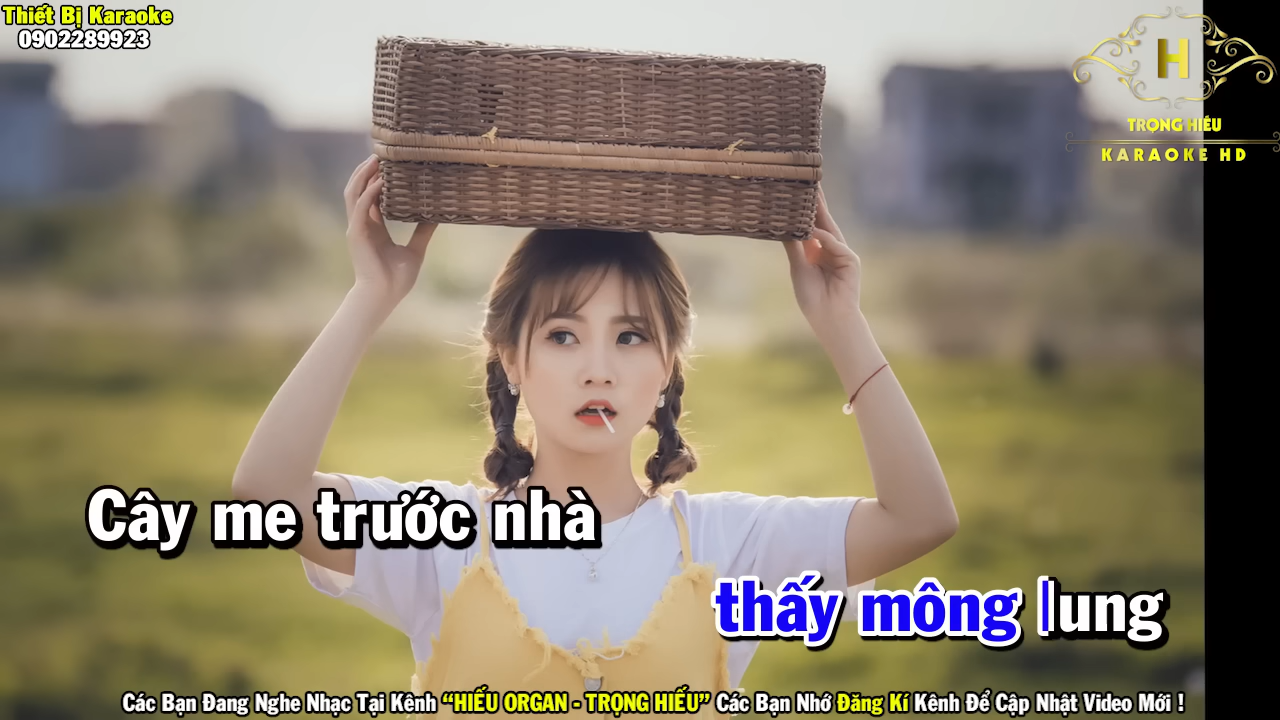 Thiết Bị Karaoke
0902289923
H
TRỌNG HIẾU
KARAOKE HD
Cây me trước nhà
thấy mông lung
Các Bạn Đang Nghe Nhạc Tại Kênh “HIẾU ORGAN - TRỌNG HIẾU” Các Bạn Nhớ Đăng Kí Kênh Để Cập Nhật Video Mới !